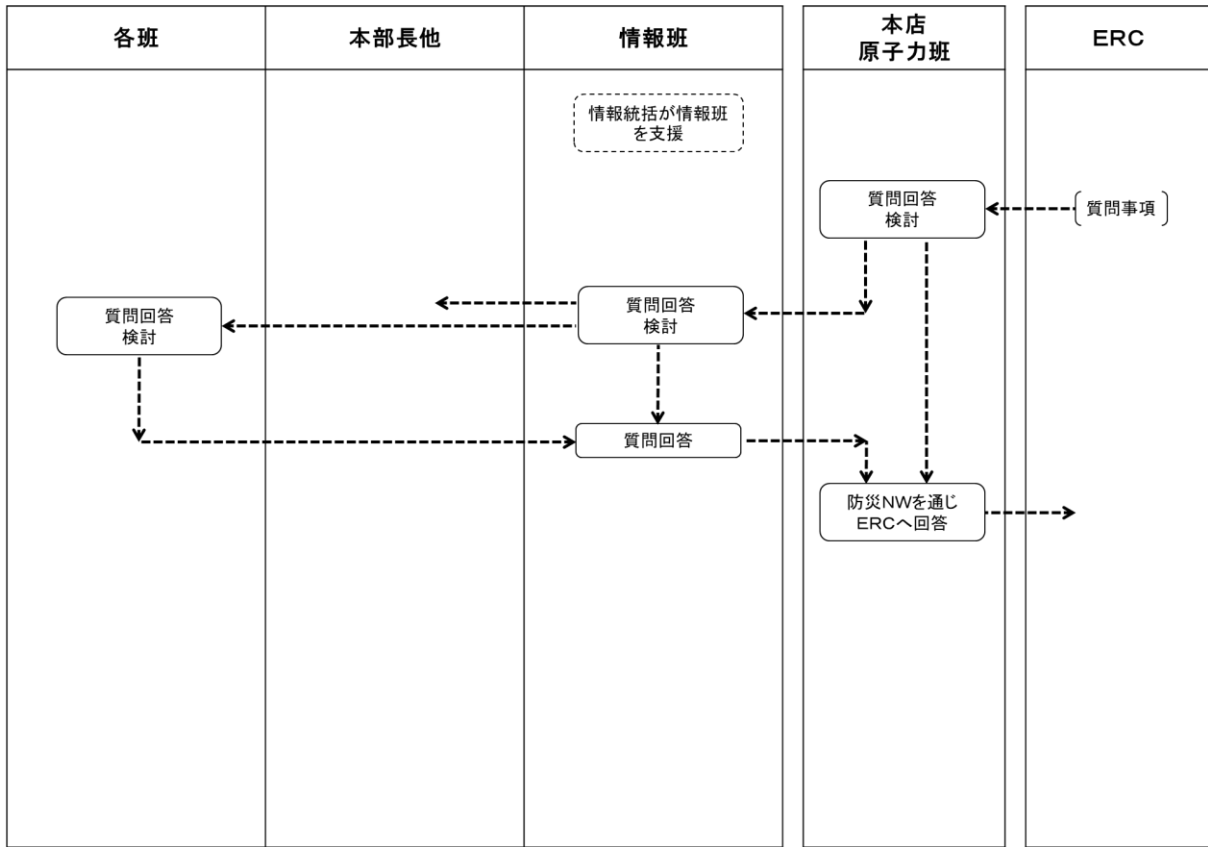 各班
本部長他
情報班
本店
原子力班
ERC
情報統括が情報班
を支援
質問回答
検討
質問事項
質問回答
検討
質問回答
検討
質問回答
防災NWを通じ
ERCへ回答